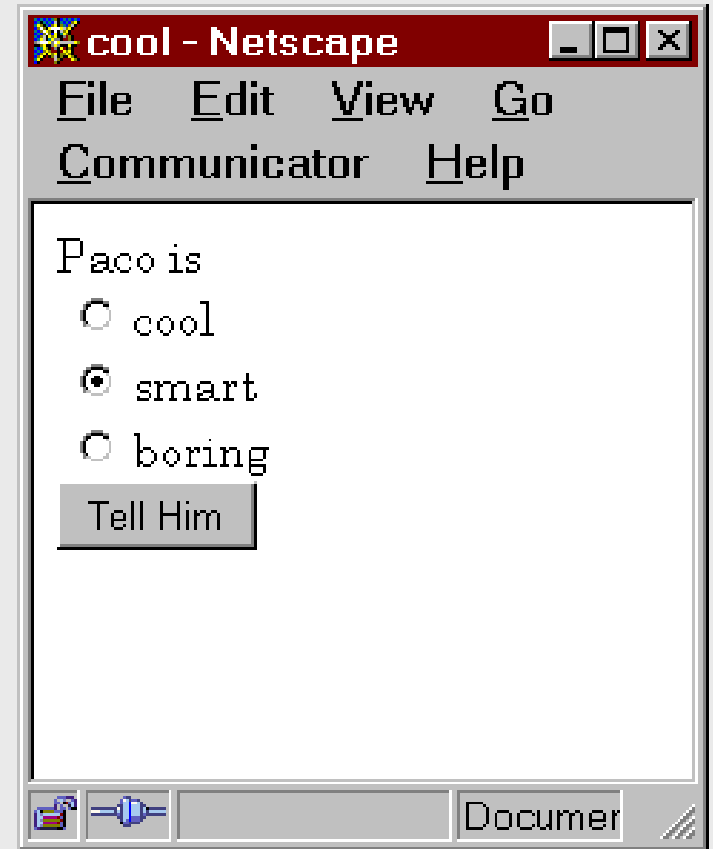 cool - Netscape
File Edit View Go
Communicator Help
Paco is
cool
smart
boring
Tell Him
Documer